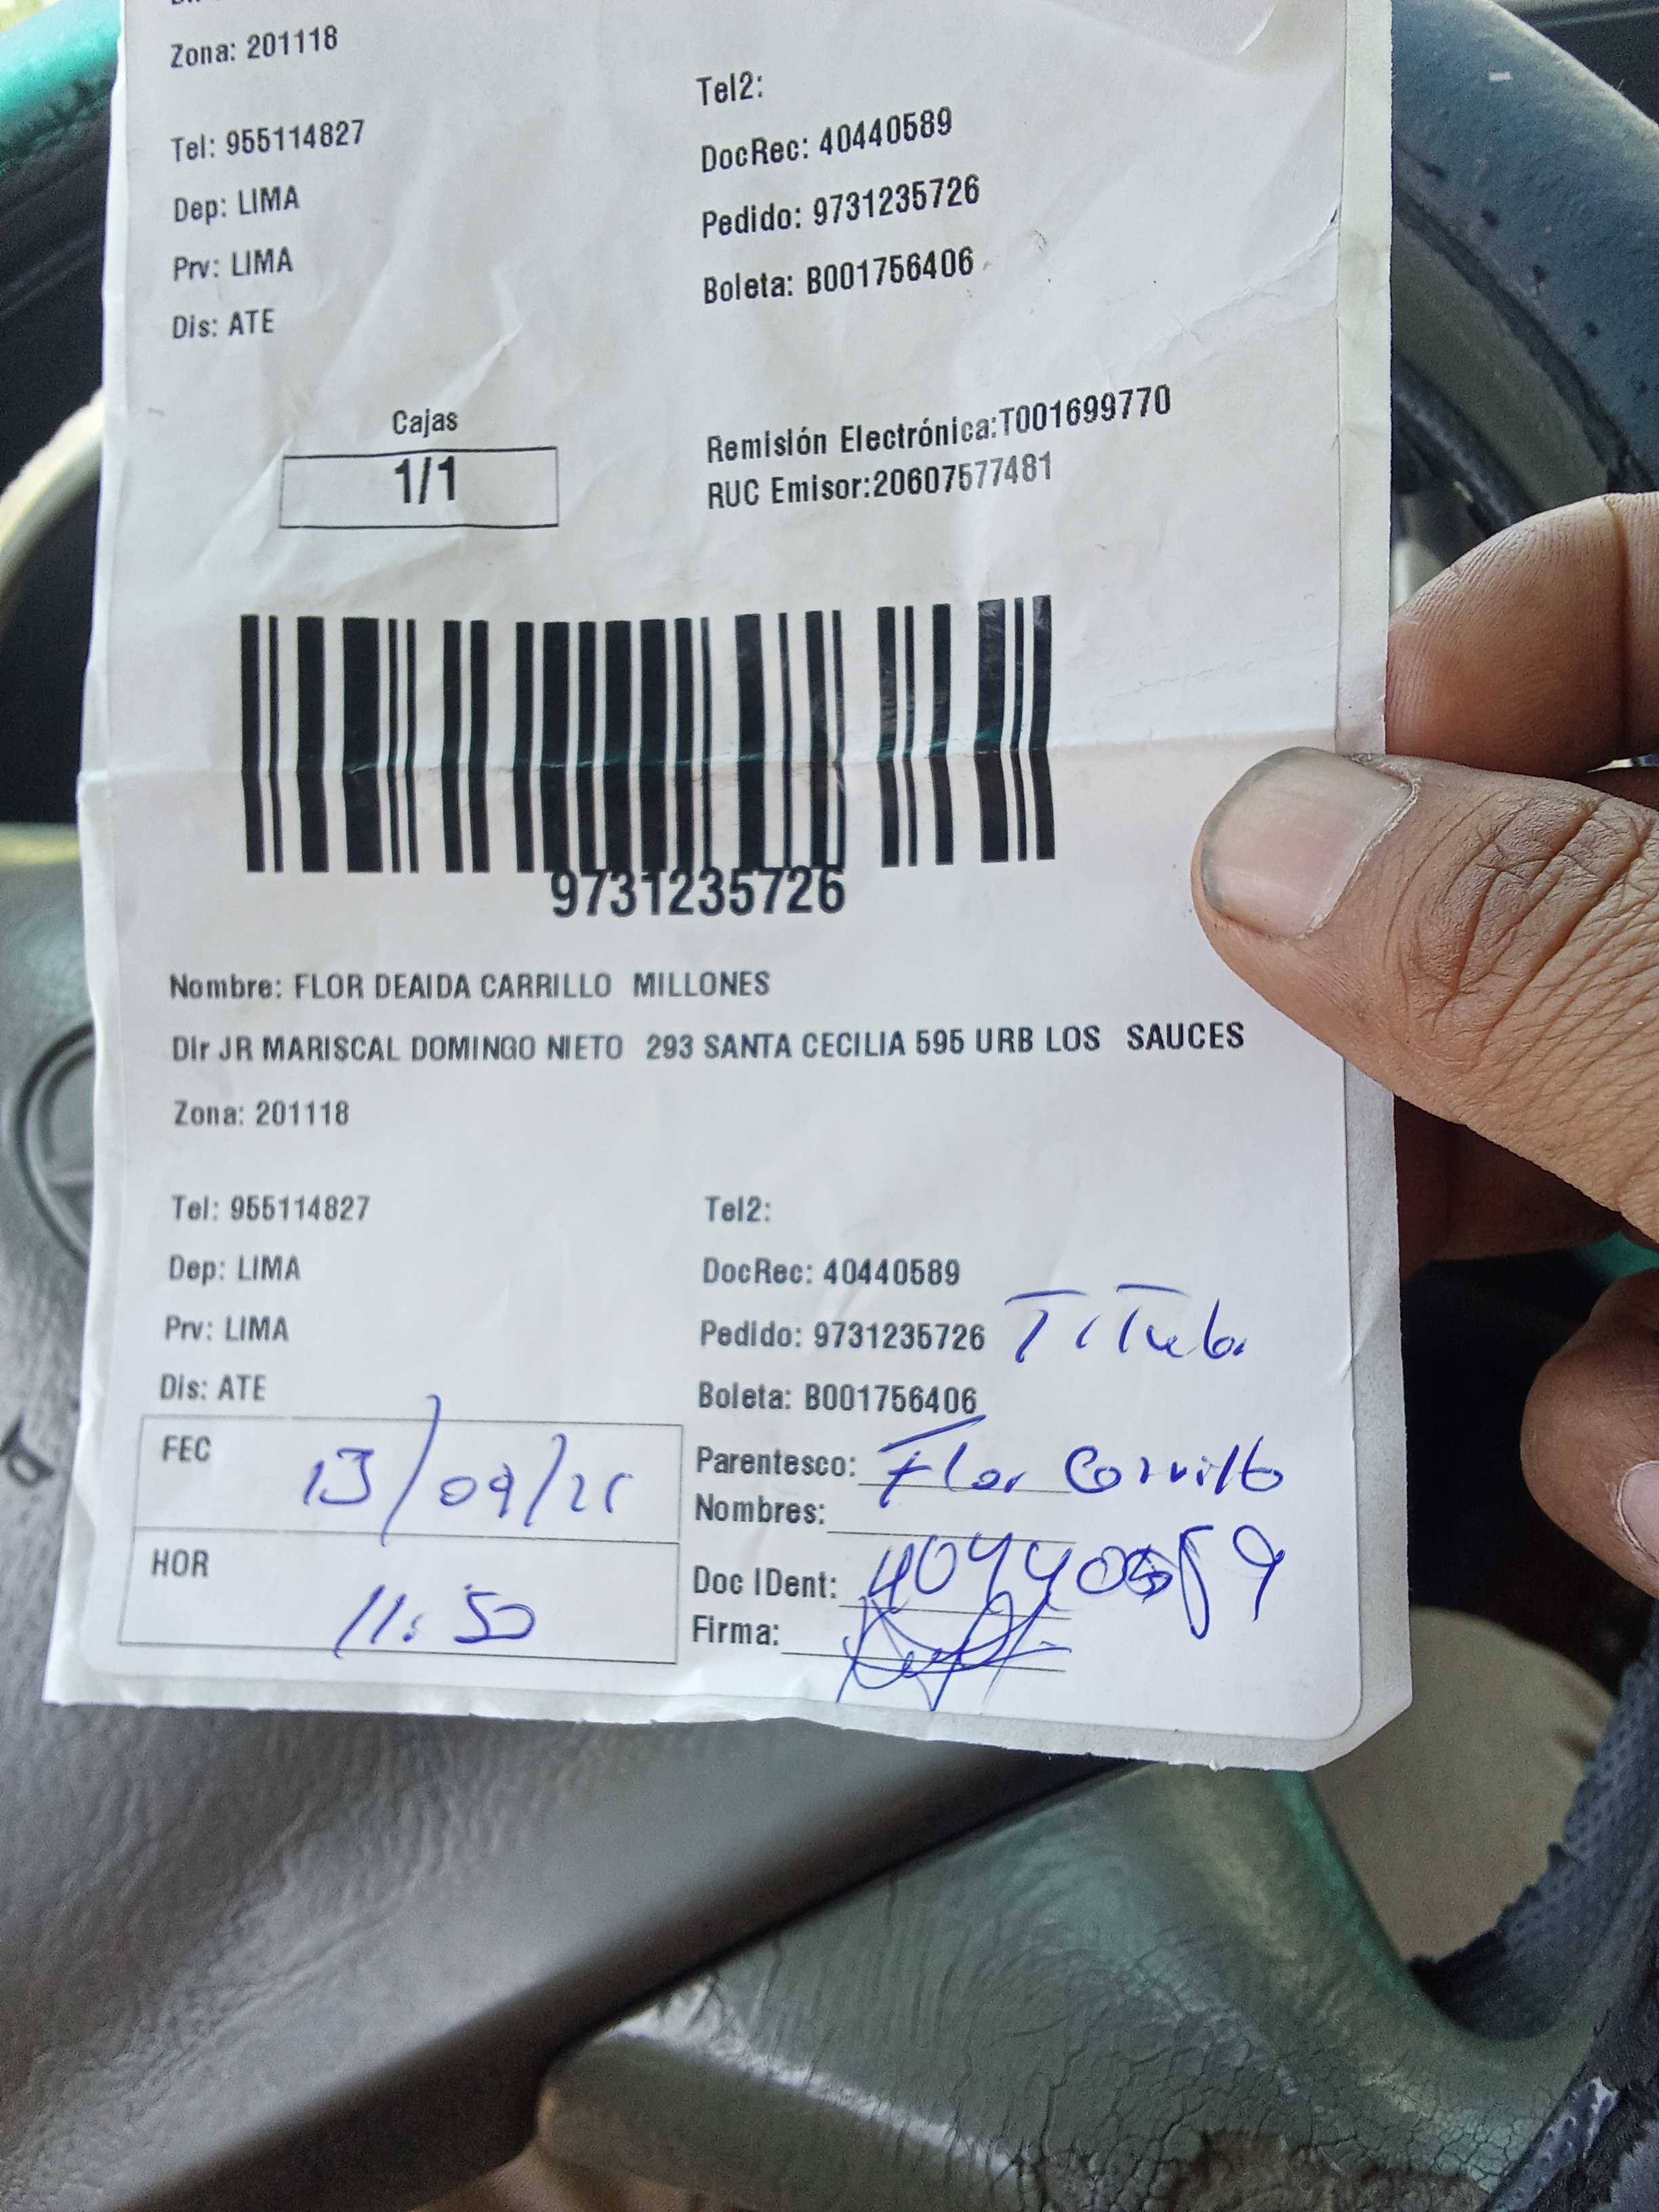 Zona: 201118
Tel2:
Tel: 955114827
DocRec: 40440589
Dep: LIMA
Pedido: 9731235726
Prv: LIMA
Boleta: B001756406
Dis: ATE
Cajas
1/1
Remisión Electrónica:T001699770
RUC Emisor:20607577481
9731235726
Nombre: FLOR DEAIDA CARRILLO MILLONES
Dir JR MARISCAL DOMINGO NIETO 293 SANTA CECILIA 595 URB LOS SAUCES
Zona: 201118
Tel: 955114827
Tel2:
Dep: LIMA
DocRec: 40440589
Prv: LIMA
Pedido: 9731235726
Dis: ATE
Boleta: B001756406
FEC 13/09/
Parentesco: Flor Carrillo
Nombres:
HOR 11:50
Doc IDent: 40440589
Firma: